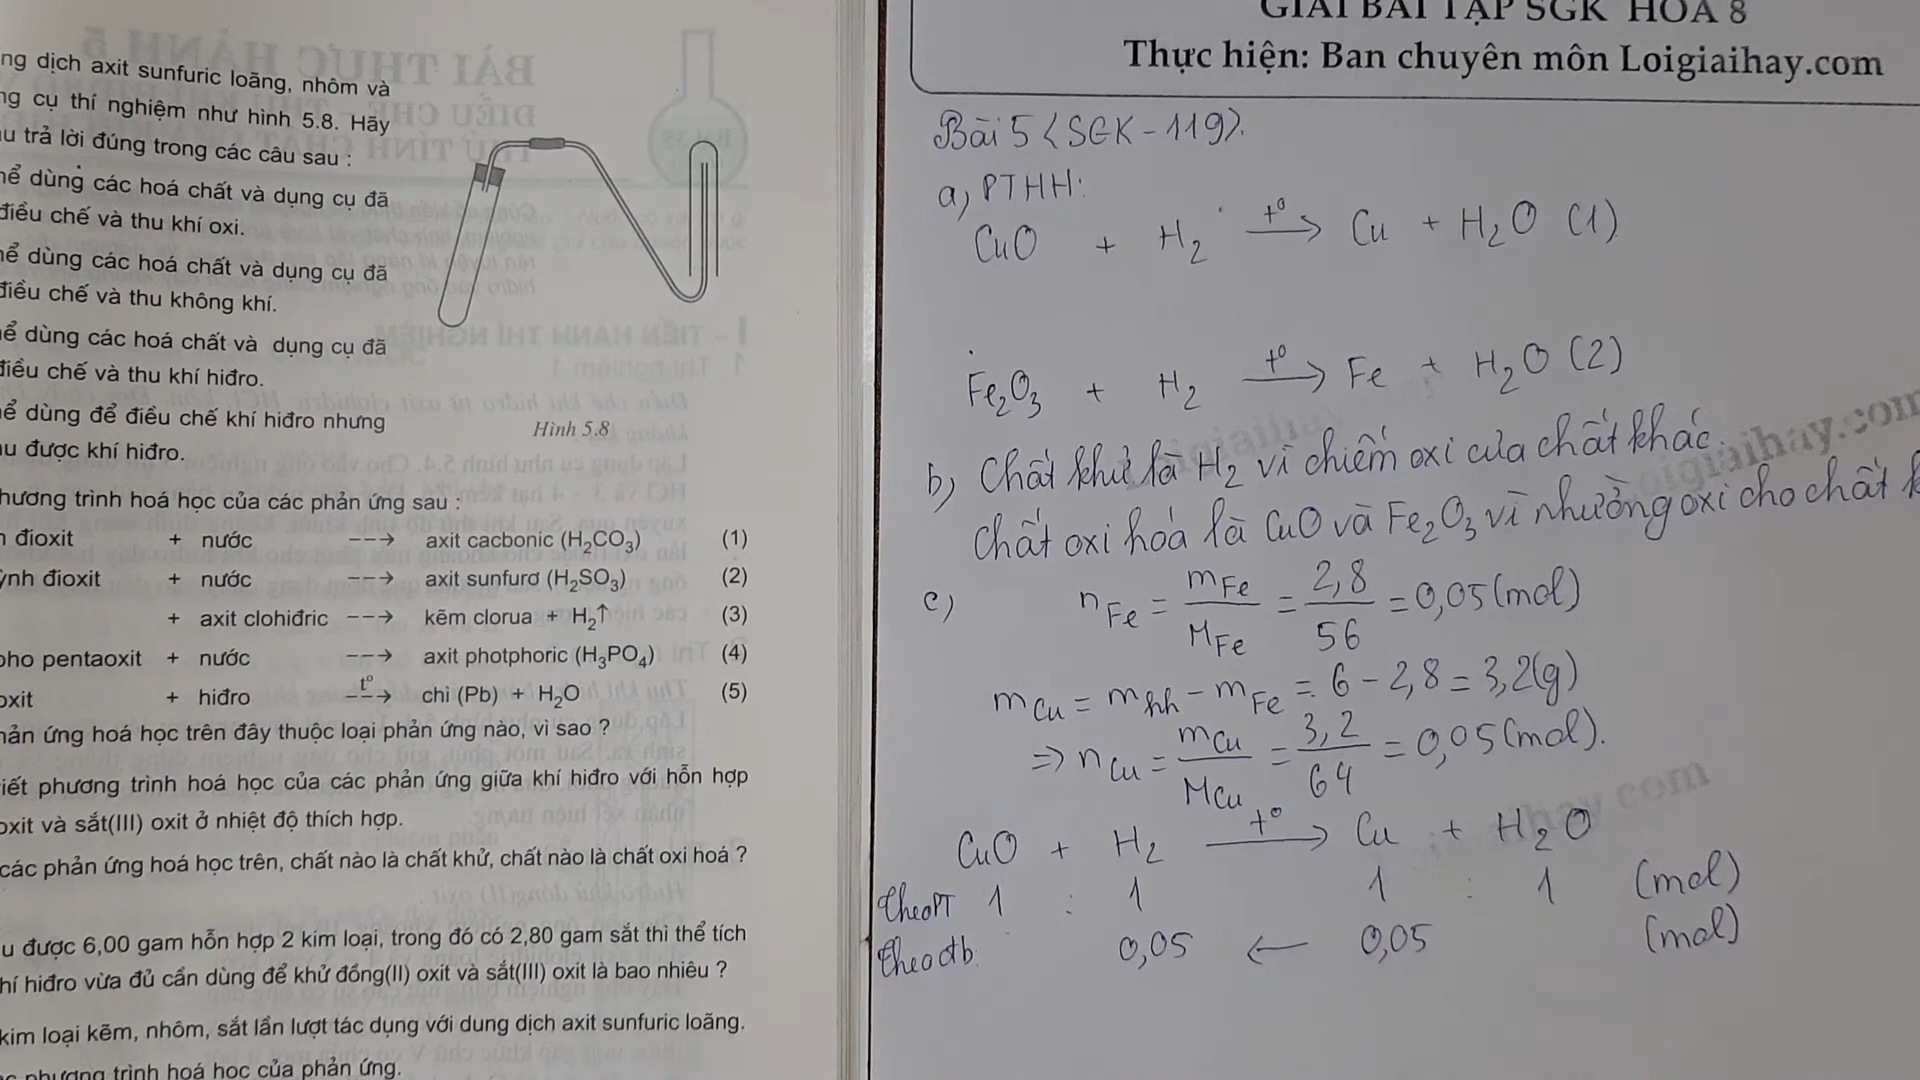 ng dịch axit sunfuric loãng, nhôm và
ng cụ thí nghiệm như hình 5.8. Hãy
u trả lời đúng trong các câu sau :
ể dùng các hoá chất và dụng cụ đã
điều chế và thu khí oxi.
ể dùng các hoá chất và dụng cụ đã
điều chế và thu không khí.
ể dùng các hoá chất và dụng cụ đã
điều chế và thu khí hiđro.
ể dùng để điều chế khí hiđro nhưng
u được khí hiđro.
Hình 5.8
hương trình hoá học của các phản ứng sau :
n đioxit + nước --→ axit cacbonic (H₂CO₃) (1)
ỳnh đioxit + nước --→ axit sunfurơ (H₂SO₃) (2)
+ axit clohiđric --→ kẽm clorua + H₂↑ (3)
pho pentaoxit + nước --→ axit photphoric (H₃PO₄) (4)
oxit + hiđro --t°→ chì (Pb) + H₂O (5)
hản ứng hoá học trên đây thuộc loại phản ứng nào, vì sao ?
iết phương trình hoá học của các phản ứng giữa khí hiđro với hỗn hợp
oxit và sắt(III) oxit ở nhiệt độ thích hợp.
các phản ứng hoá học trên, chất nào là chất khử, chất nào là chất oxi hoá ?
u được 6,00 gam hỗn hợp 2 kim loại, trong đó có 2,80 gam sắt thì thể tích
hí hiđro vừa đủ cần dùng để khử đồng(II) oxit và sắt(III) oxit là bao nhiêu ?
kim loại kẽm, nhôm, sắt lần lượt tác dụng với dung dịch axit sunfuric loãng.
phương trình hoá học của phản ứng.
GIẢI BÀI TẬP SGK HÓA 8
Thực hiện: Ban chuyên môn Loigiaihay.com
Bài 5 <SGK - 119>.
a, PTHH:
CuO + H₂ t°→ Cu + H₂O (1)
Fe₂O₃ + H₂ t°→ Fe + H₂O (2)
b, Chất khử là H₂ vì chiếm oxi của chất khác.
Chất oxi hóa là CuO và Fe₂O₃ vì nhường oxi cho chất k
c) nFe = mFe/MFe = 2,8/56 = 0,05 (mol)
mCu = mhh - mFe = 6 - 2,8 = 3,2 (g)
=> nCu = mCu/MCu = 3,2/64 = 0,05 (mol).
CuO + H₂ t°→ Cu + H₂O
theo PT 1 : 1 1 : 1 (mol)
theo đb: 0,05 ← 0,05 (mol)
Loigiaihay.com